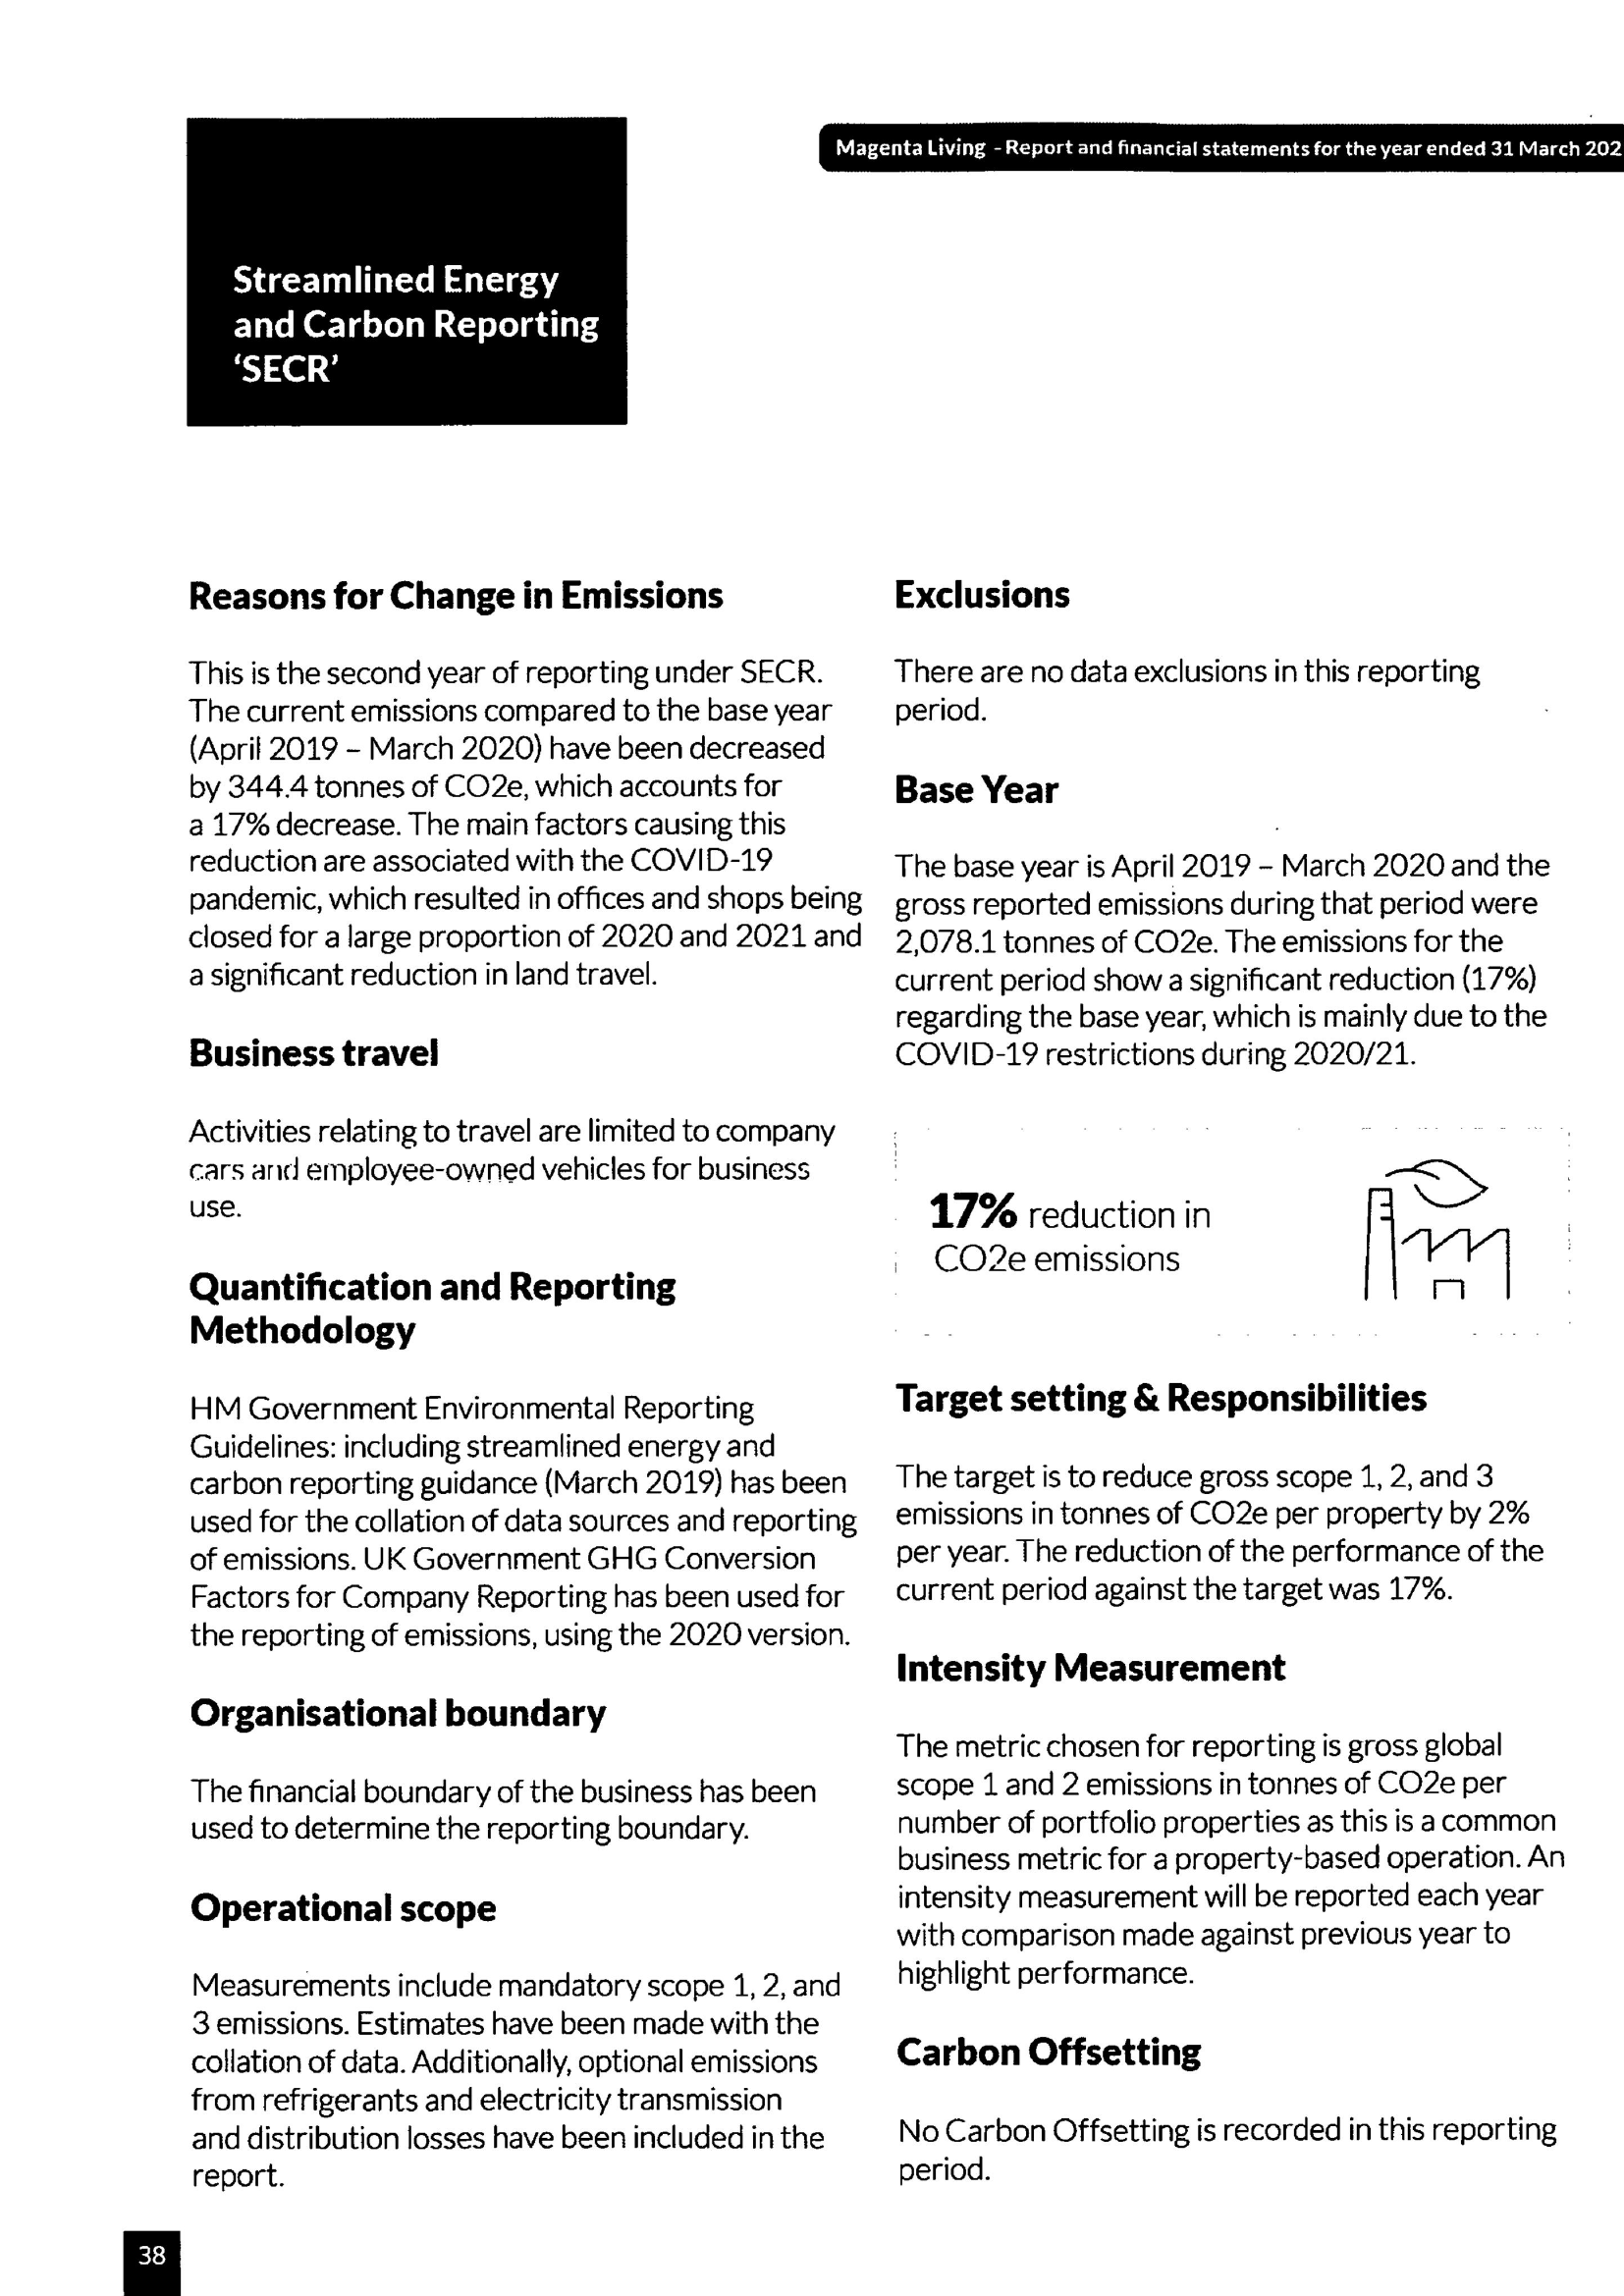 Magenta Living - Report and financial statements for the year ended 31 March 202
Streamlined Energy
and Carbon Reporting
‘SECR’
Reasons for Change in Emissions
This is the second year of reporting under SECR.
The current emissions compared to the base year
(April 2019 – March 2020) have been decreased
by 344.4 tonnes of CO2e, which accounts for
a 17% decrease. The main factors causing this
reduction are associated with the COVID-19
pandemic, which resulted in offices and shops being
closed for a large proportion of 2020 and 2021 and
a significant reduction in land travel.
Business travel
Activities relating to travel are limited to company
cars and employee-owned vehicles for business
use.
Quantification and Reporting
Methodology
HM Government Environmental Reporting
Guidelines: including streamlined energy and
carbon reporting guidance (March 2019) has been
used for the collation of data sources and reporting
of emissions. UK Government GHG Conversion
Factors for Company Reporting has been used for
the reporting of emissions, using the 2020 version.
Organisational boundary
The financial boundary of the business has been
used to determine the reporting boundary.
Operational scope
Measurements include mandatory scope 1, 2, and
3 emissions. Estimates have been made with the
collation of data. Additionally, optional emissions
from refrigerants and electricity transmission
and distribution losses have been included in the
report.
Exclusions
There are no data exclusions in this reporting
period.
Base Year
The base year is April 2019 – March 2020 and the
gross reported emissions during that period were
2,078.1 tonnes of CO2e. The emissions for the
current period show a significant reduction (17%)
regarding the base year, which is mainly due to the
COVID-19 restrictions during 2020/21.
17% reduction in
CO2e emissions
Target setting & Responsibilities
The target is to reduce gross scope 1, 2, and 3
emissions in tonnes of CO2e per property by 2%
per year. The reduction of the performance of the
current period against the target was 17%.
Intensity Measurement
The metric chosen for reporting is gross global
scope 1 and 2 emissions in tonnes of CO2e per
number of portfolio properties as this is a common
business metric for a property-based operation. An
intensity measurement will be reported each year
with comparison made against previous year to
highlight performance.
Carbon Offsetting
No Carbon Offsetting is recorded in this reporting
period.
38